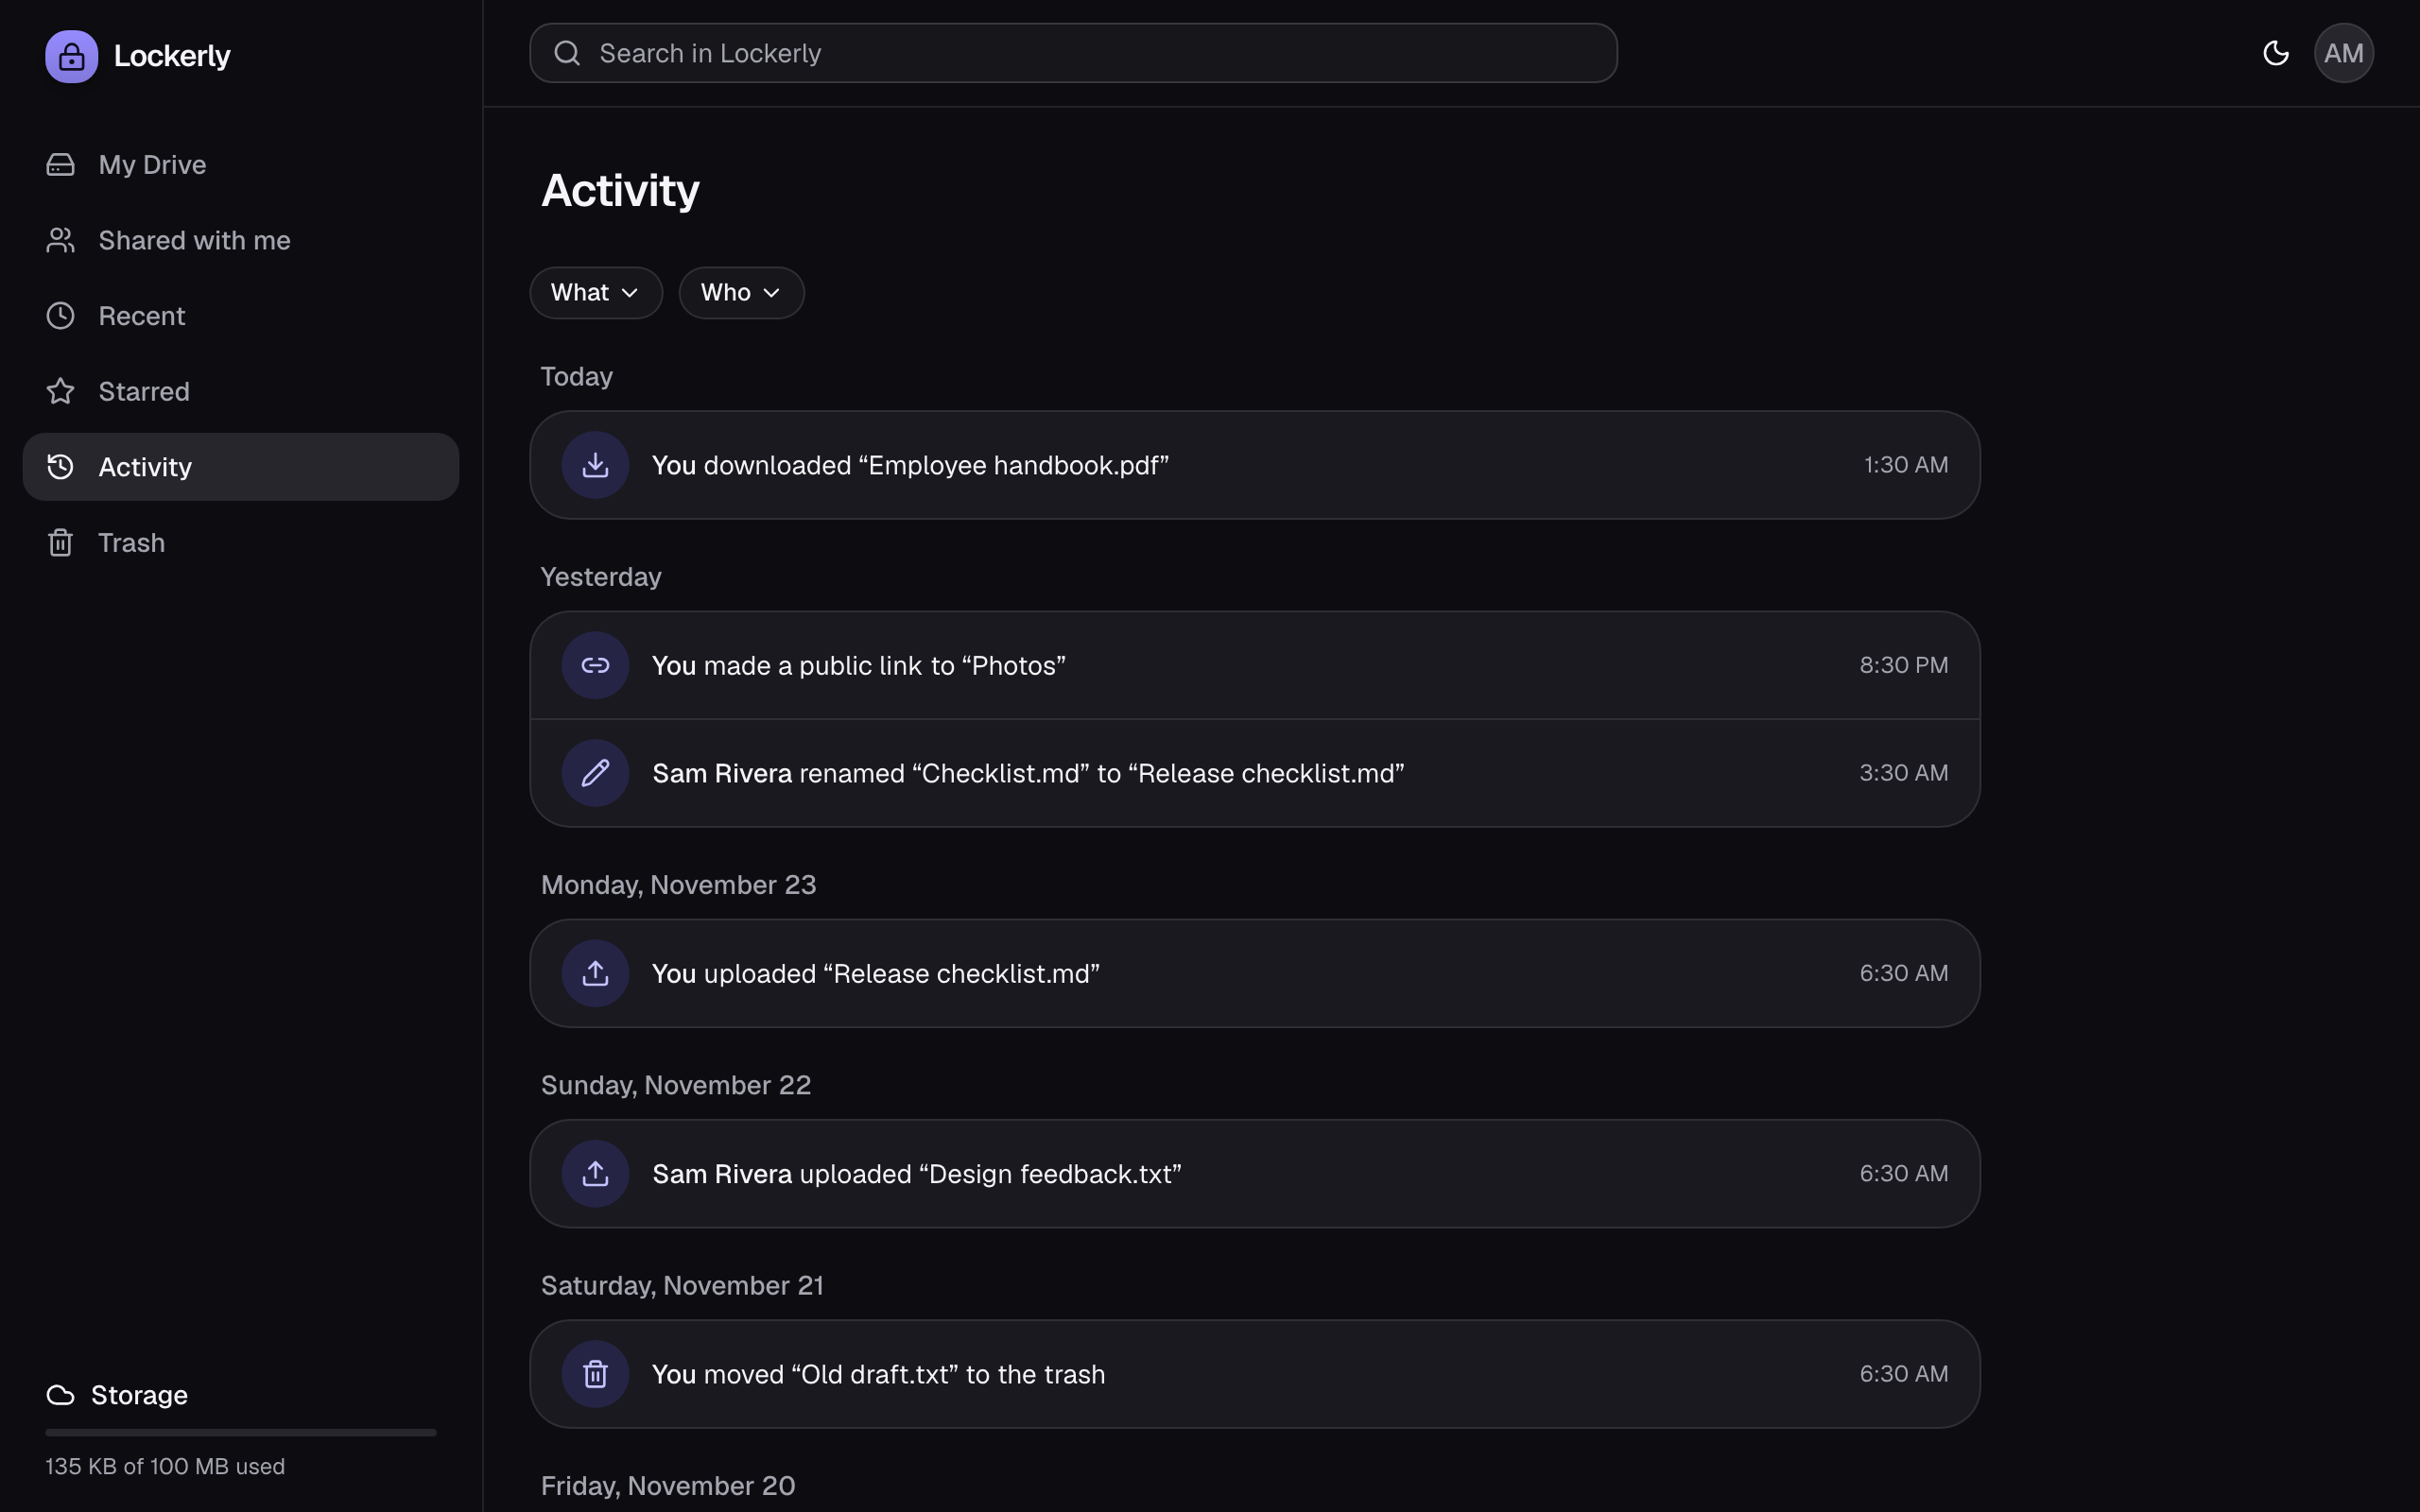 Lockerly
Search in Lockerly
AM
My Drive
Shared with me
Recent
Starred
Activity
Trash
Storage
135 KB of 100 MB used
Activity
What
Who
Today
You downloaded “Employee handbook.pdf”
1:30 AM
Yesterday
You made a public link to “Photos”
8:30 PM
Sam Rivera renamed “Checklist.md” to “Release checklist.md”
3:30 AM
Monday, November 23
You uploaded “Release checklist.md”
6:30 AM
Sunday, November 22
Sam Rivera uploaded “Design feedback.txt”
6:30 AM
Saturday, November 21
You moved “Old draft.txt” to the trash
6:30 AM
Friday, November 20